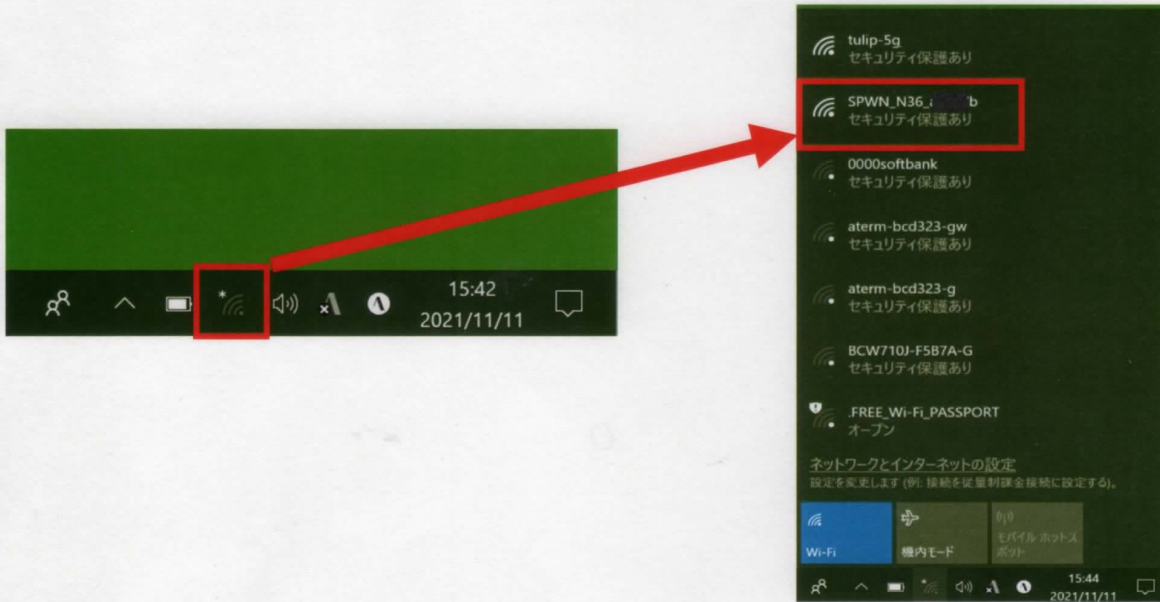 15:42
2021/11/11
tulip-5g
セキュリティ保護あり
SPWN_N36_
セキュリティ保護あり
0000softbank
セキュリティ保護あり
aterm-bcd323-gw
セキュリティ保護あり
aterm-bcd323-g
セキュリティ保護あり
BCW710J-F5B7A-G
セキュリティ保護あり
.FREE_Wi-Fi_PASSPORT
オープン
ネットワークとインターネットの設定
設定を変更します (例: 接続を従量制課金接続に設定する)。
Wi-Fi
機内モード
モバイル ホットス
ポット
15:44
2021/11/11